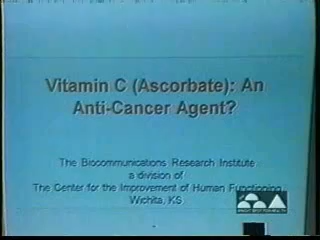 Vitamin C (Ascorbate): An
Anti-Cancer Agent?
The Biocommunications Research Institute
a division of
The Center for the Improvement of Human Functioning
Wichita, KS